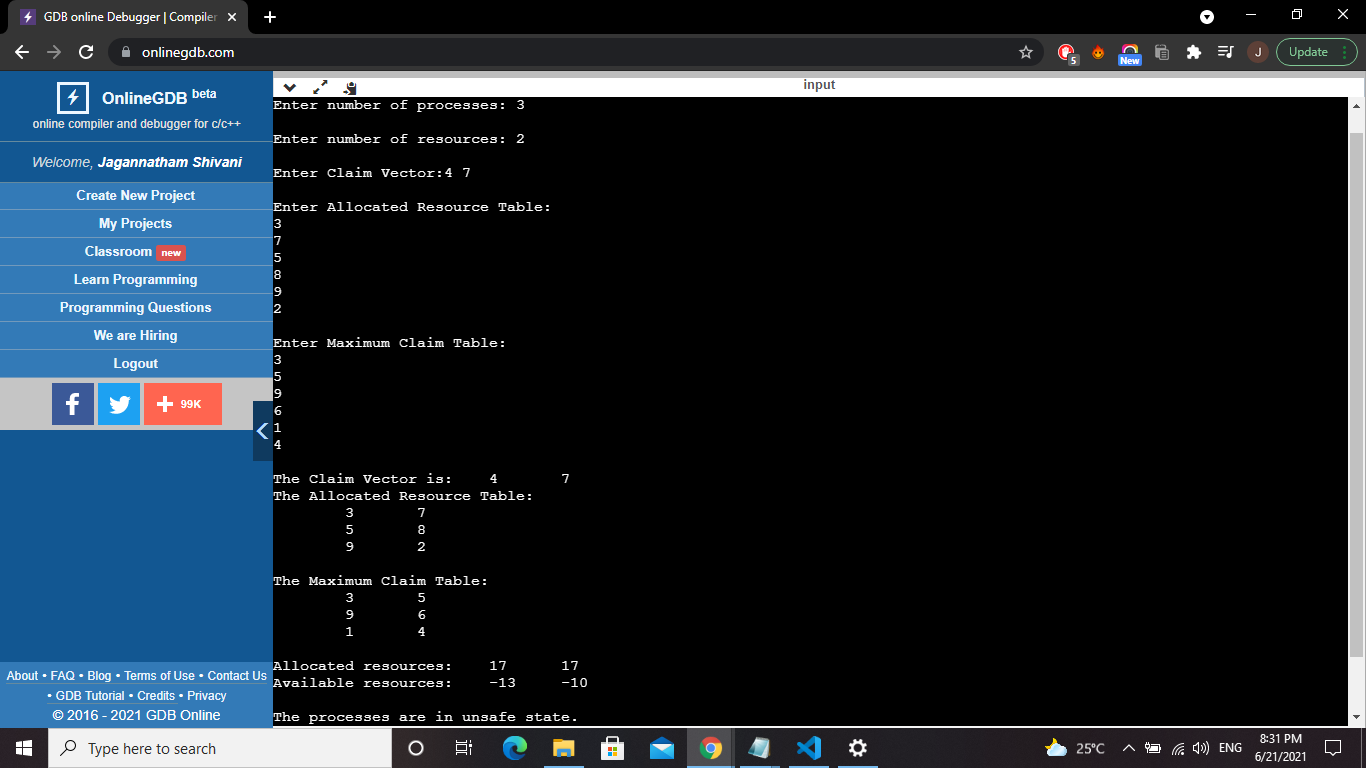 GDB online Debugger | Compiler
onlinegdb.com
5
New
J
Update
OnlineGDB beta
online compiler and debugger for c/c++
Welcome, Jagannatham Shivani
Create New Project
My Projects
Classroom new
Learn Programming
Programming Questions
We are Hiring
Logout
99K
About • FAQ • Blog • Terms of Use • Contact Us
• GDB Tutorial • Credits • Privacy
© 2016 - 2021 GDB Online
input
Enter number of processes: 3
Enter number of resources: 2
Enter Claim Vector:4 7
Enter Allocated Resource Table:
3
7
5
8
9
2
Enter Maximum Claim Table:
3
5
9
6
1
4
The Claim Vector is: 4 7
The Allocated Resource Table:
3 7
5 8
9 2
The Maximum Claim Table:
3 5
9 6
1 4
Allocated resources: 17 17
Available resources: -13 -10
The processes are in unsafe state.
Type here to search
25°C
ENG
8:31 PM
6/21/2021